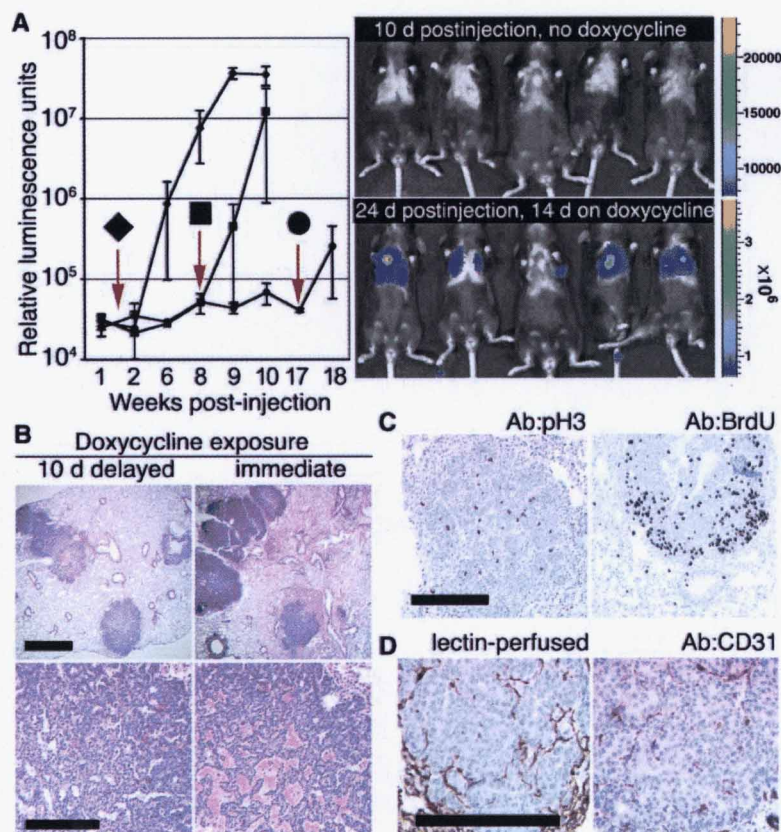 A
10⁸
10⁷
10⁶
10⁵
10⁴
Relative luminescence units
1 2 6 8 9 10 17 18
Weeks post-injection
10 d postinjection, no doxycycline
20000
15000
10000
24 d postinjection, 14 d on doxycycline
3
2
1
x10⁶
B
Doxycycline exposure
10 d delayed immediate
C
Ab:pH3 Ab:BrdU
D
lectin-perfused Ab:CD31